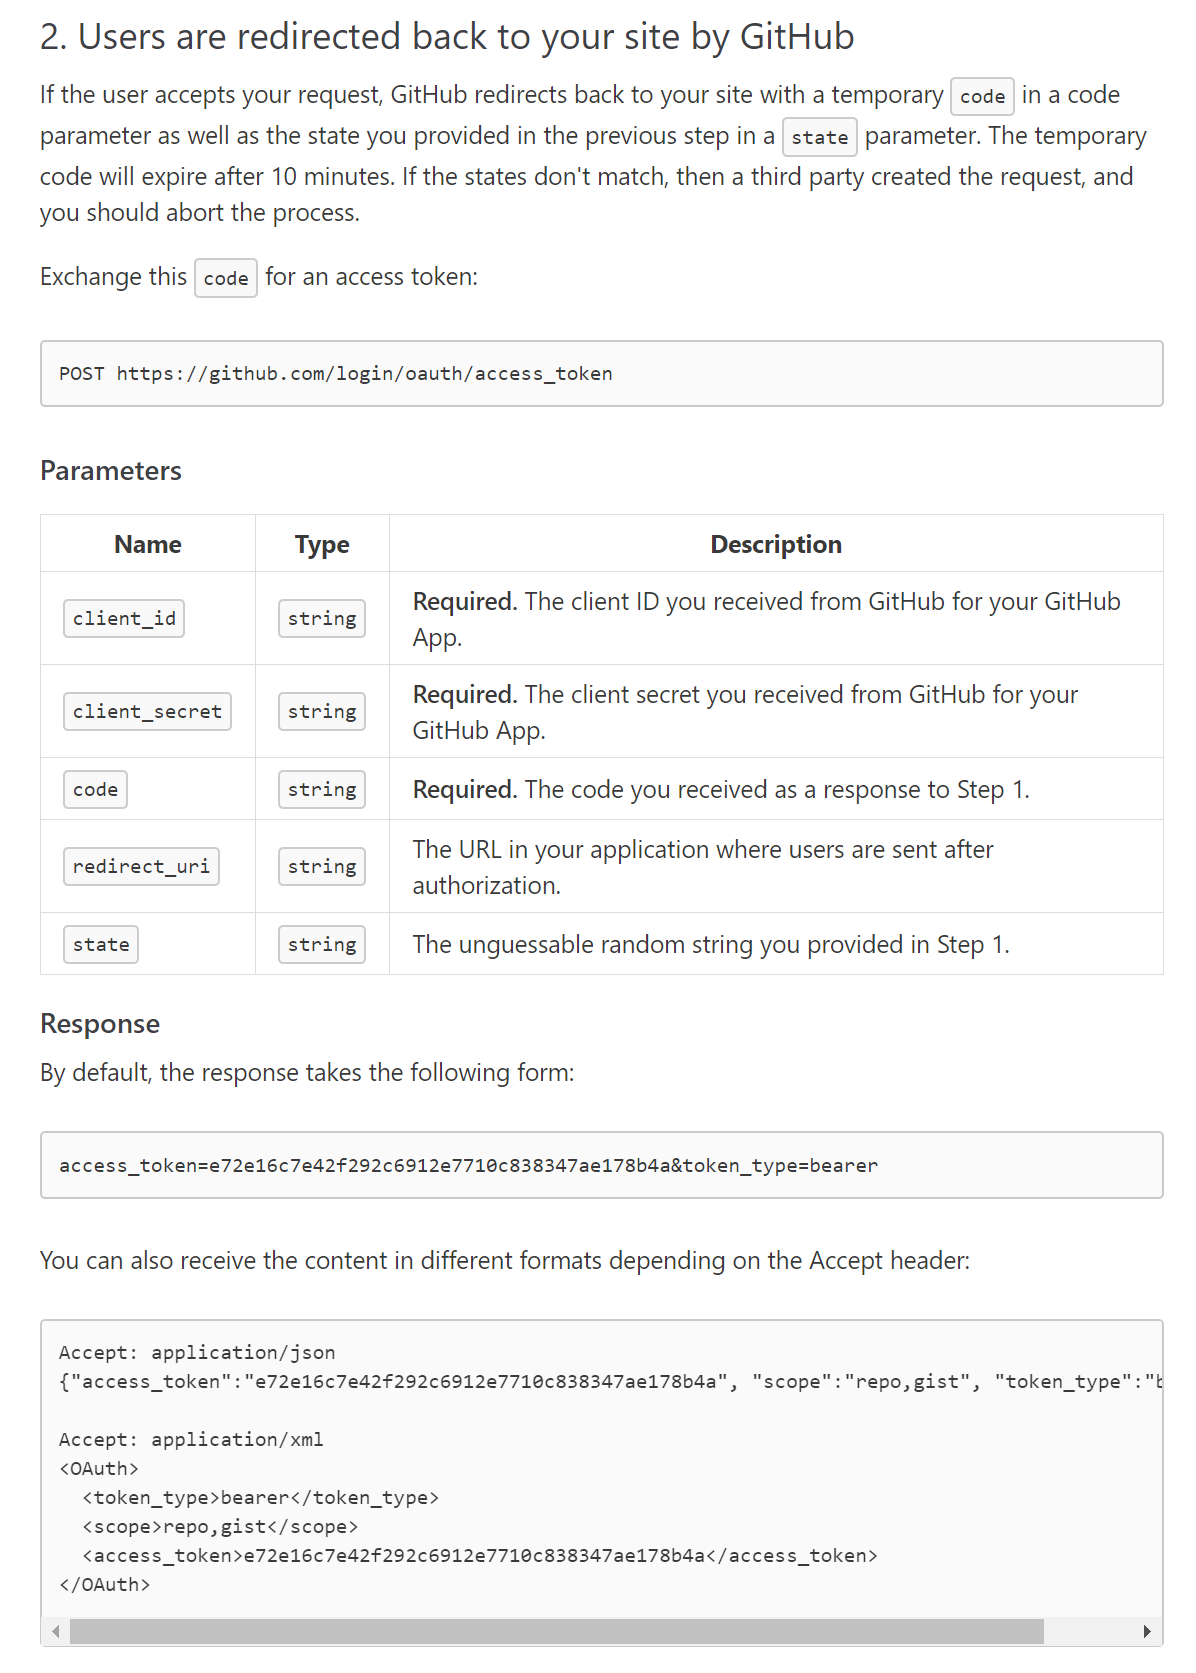 2. Users are redirected back to your site by GitHub
If the user accepts your request, GitHub redirects back to your site with a temporary code in a code
parameter as well as the state you provided in the previous step in a state parameter. The temporary
code will expire after 10 minutes. If the states don't match, then a third party created the request, and
you should abort the process.
Exchange this code for an access token:
POST https://github.com/login/oauth/access_token
Parameters
Name Type Description
client_id string Required. The client ID you received from GitHub for your GitHub
App.
client_secret string Required. The client secret you received from GitHub for your
GitHub App.
code string Required. The code you received as a response to Step 1.
redirect_uri string The URL in your application where users are sent after
authorization.
state string The unguessable random string you provided in Step 1.
Response
By default, the response takes the following form:
access_token=e72e16c7e42f292c6912e7710c838347ae178b4a&token_type=bearer
You can also receive the content in different formats depending on the Accept header:
Accept: application/json
{"access_token":"e72e16c7e42f292c6912e7710c838347ae178b4a", "scope":"repo,gist", "token_type":"b
Accept: application/xml
<OAuth>
  <token_type>bearer</token_type>
  <scope>repo,gist</scope>
  <access_token>e72e16c7e42f292c6912e7710c838347ae178b4a</access_token>
</OAuth>